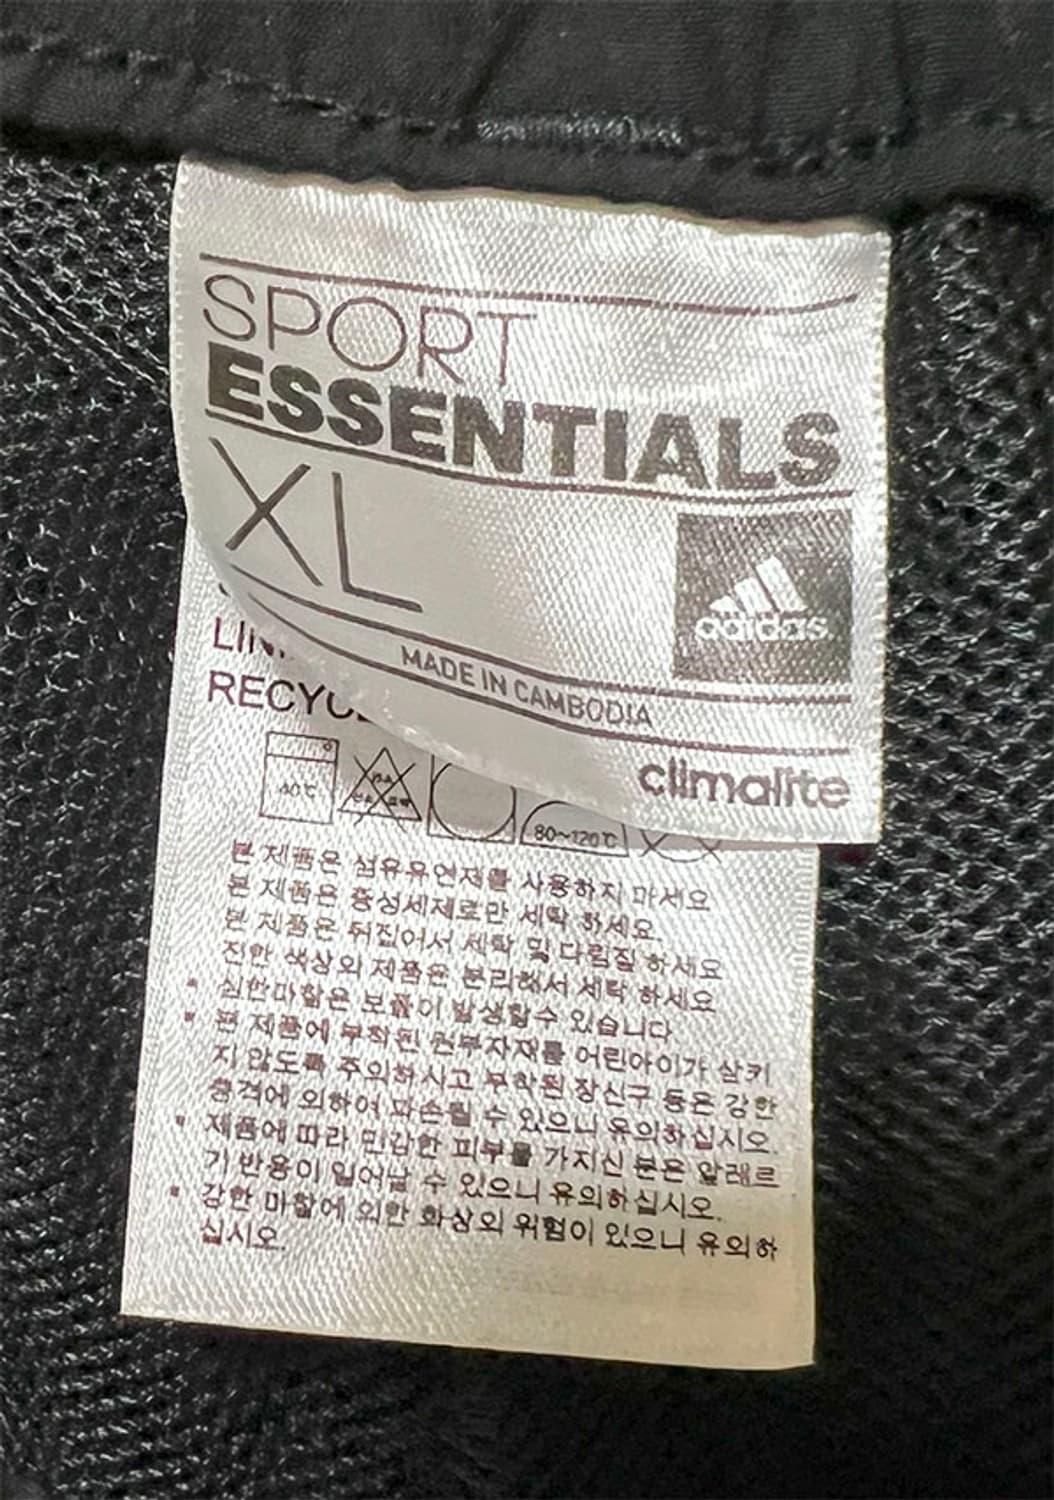 SPORT
ESSENTIALS
XL
adidas
MADE IN CAMBODIA
climalite
LIN
RECYC
40℃
80~120℃
본 제품은 섬유유연제를 사용하지 마세요
본 제품은 중성세제로만 세탁 하세요.
본 제품은 뒤집어서 세탁 및 다림질 하세요
진한 색상의 제품은 분리해서 세탁 하세요
심한마찰은 보풀이 발생할수 있습니다
본 제품에 부착된 원부자재를 어린아이가 삼키
지 않도록 주의하시고 부착된 장신구 등은 강한
충격에 의하여 파손될 수 있으니 유의하십시오.
제품에 따라 민감한 피부를 가지신 분은 알레르
기 반응이 일어날 수 있으니 유의하십시오.
강한 마찰에 의한 화상의 위험이 있으니 유의하
십시오.